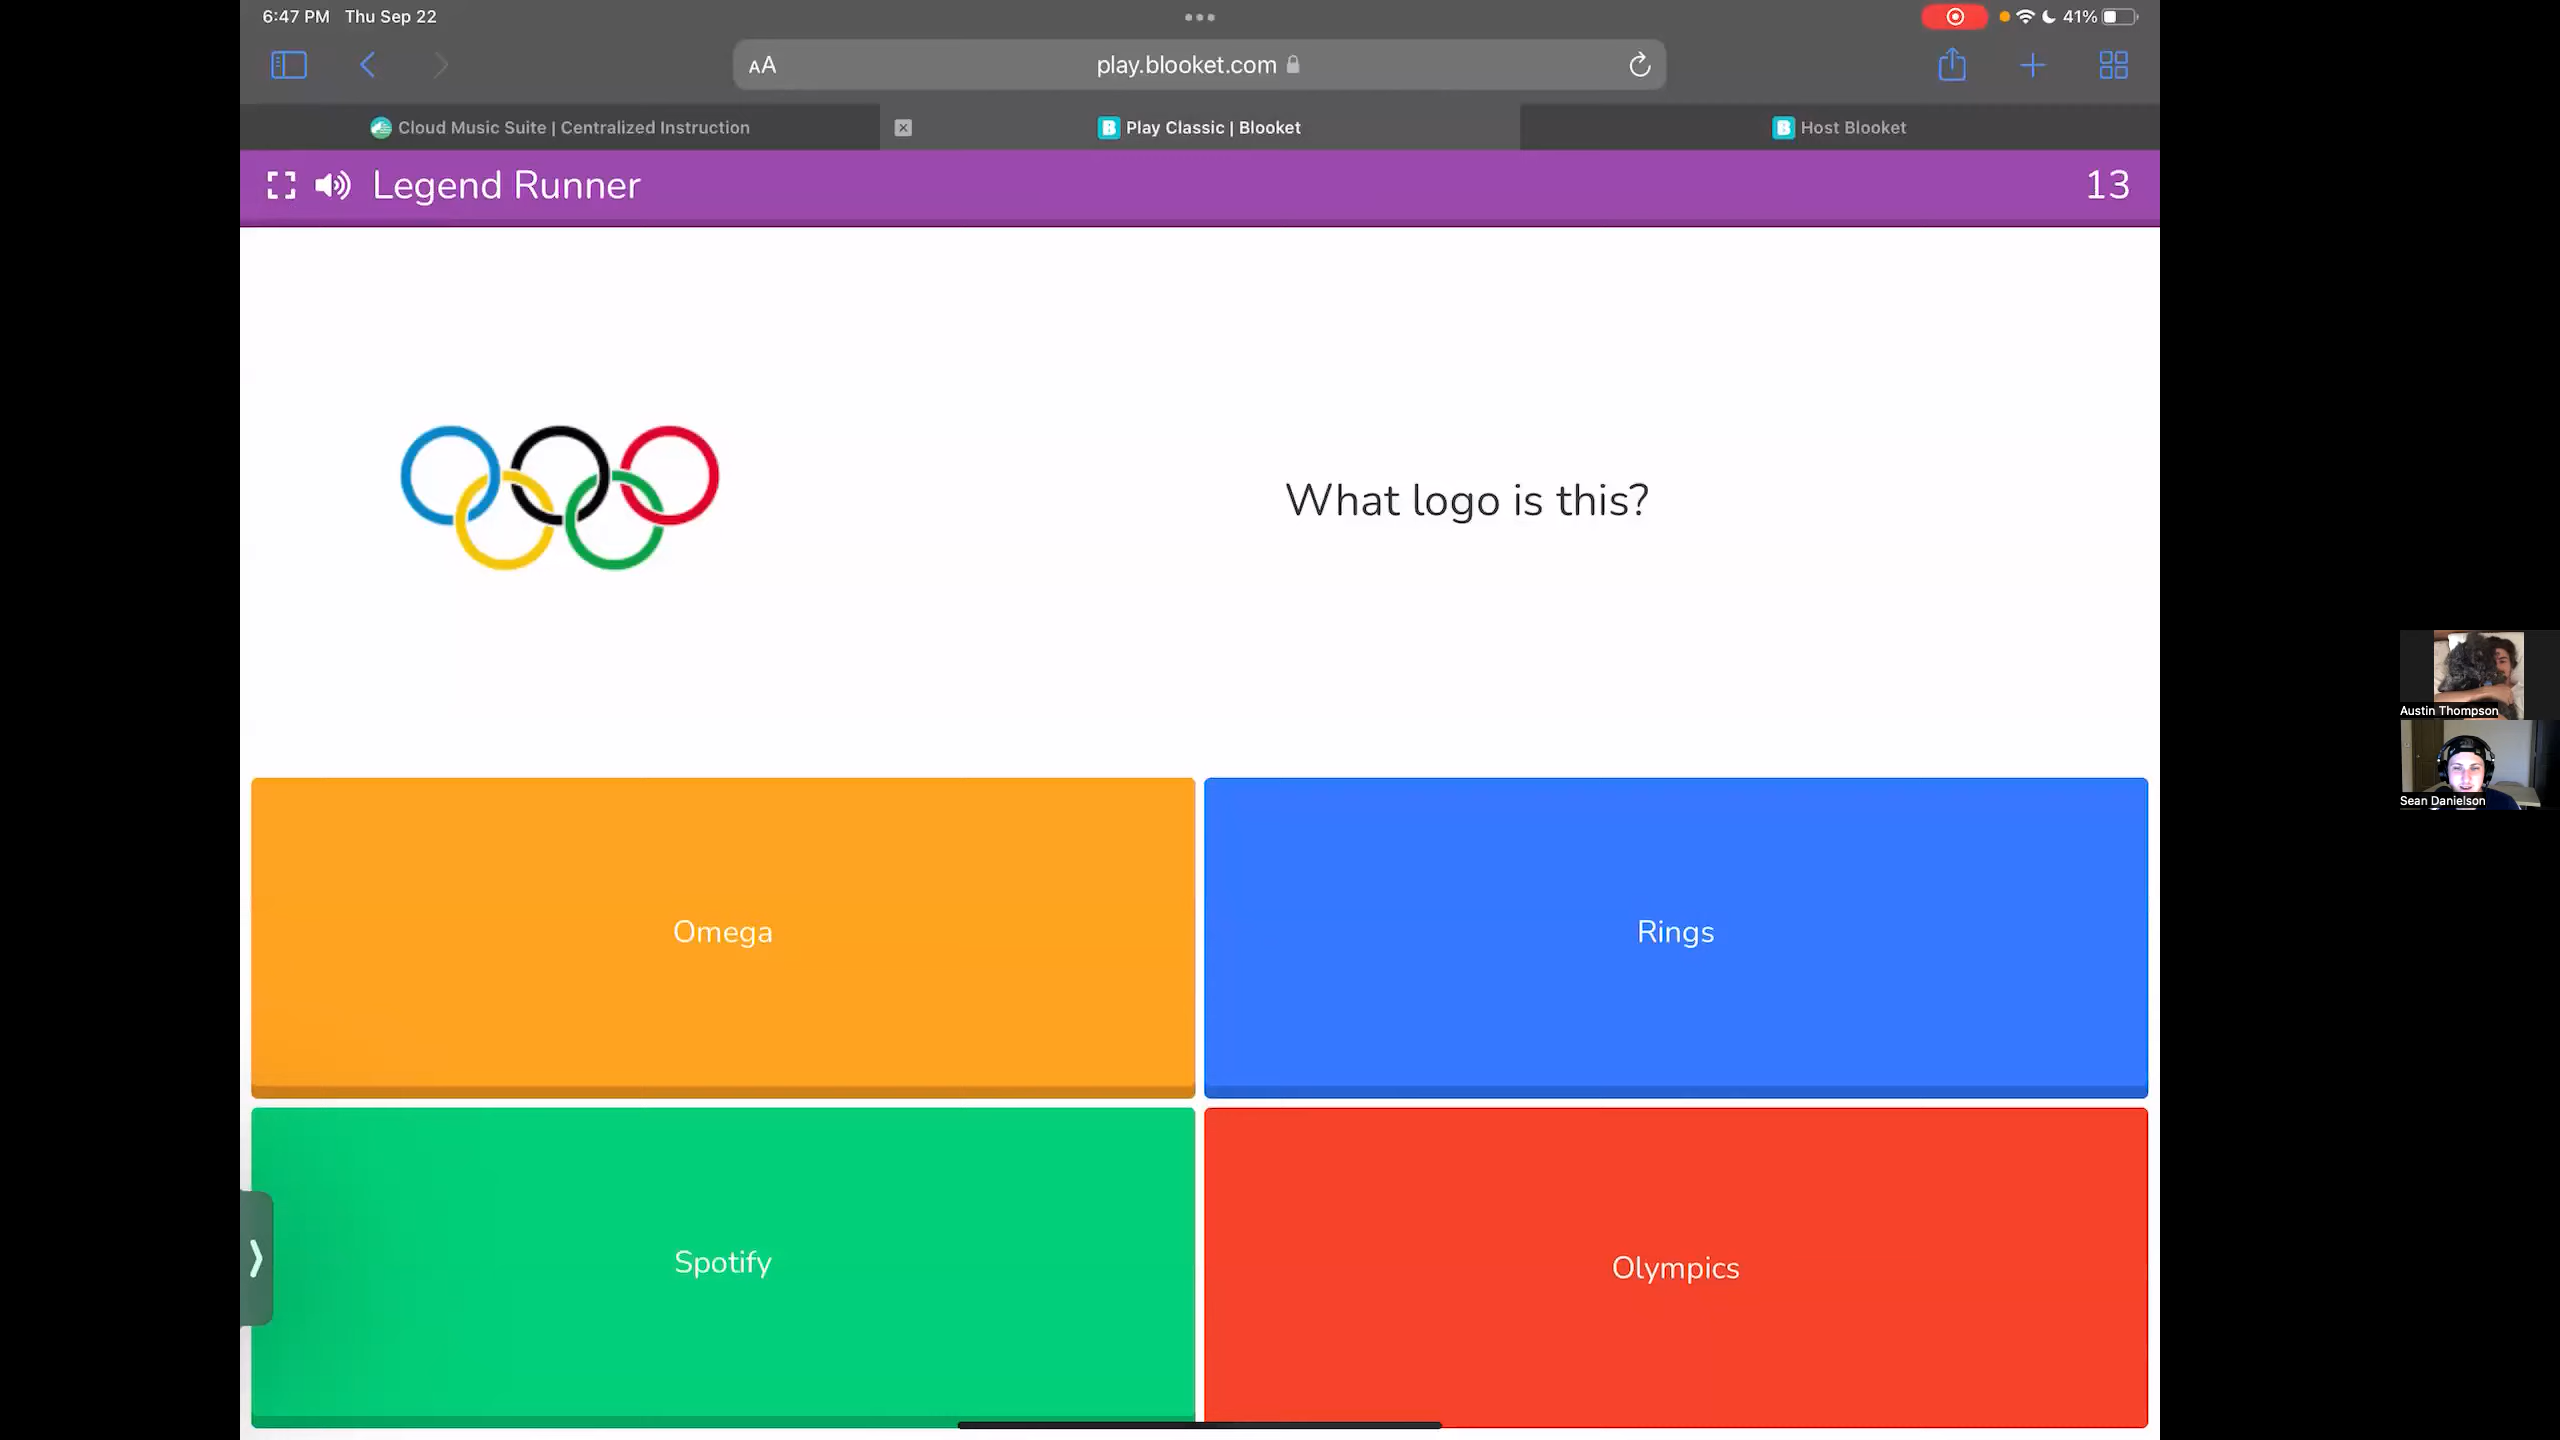 6:47 PM Thu Sep 22
41%
AA
play.blooket.com
Cloud Music Suite | Centralized Instruction
B Play Classic | Blooket
B Host Blooket
Legend Runner
13
What logo is this?
Omega
Rings
Spotify
Olympics
Austin Thompson
Sean Danielson